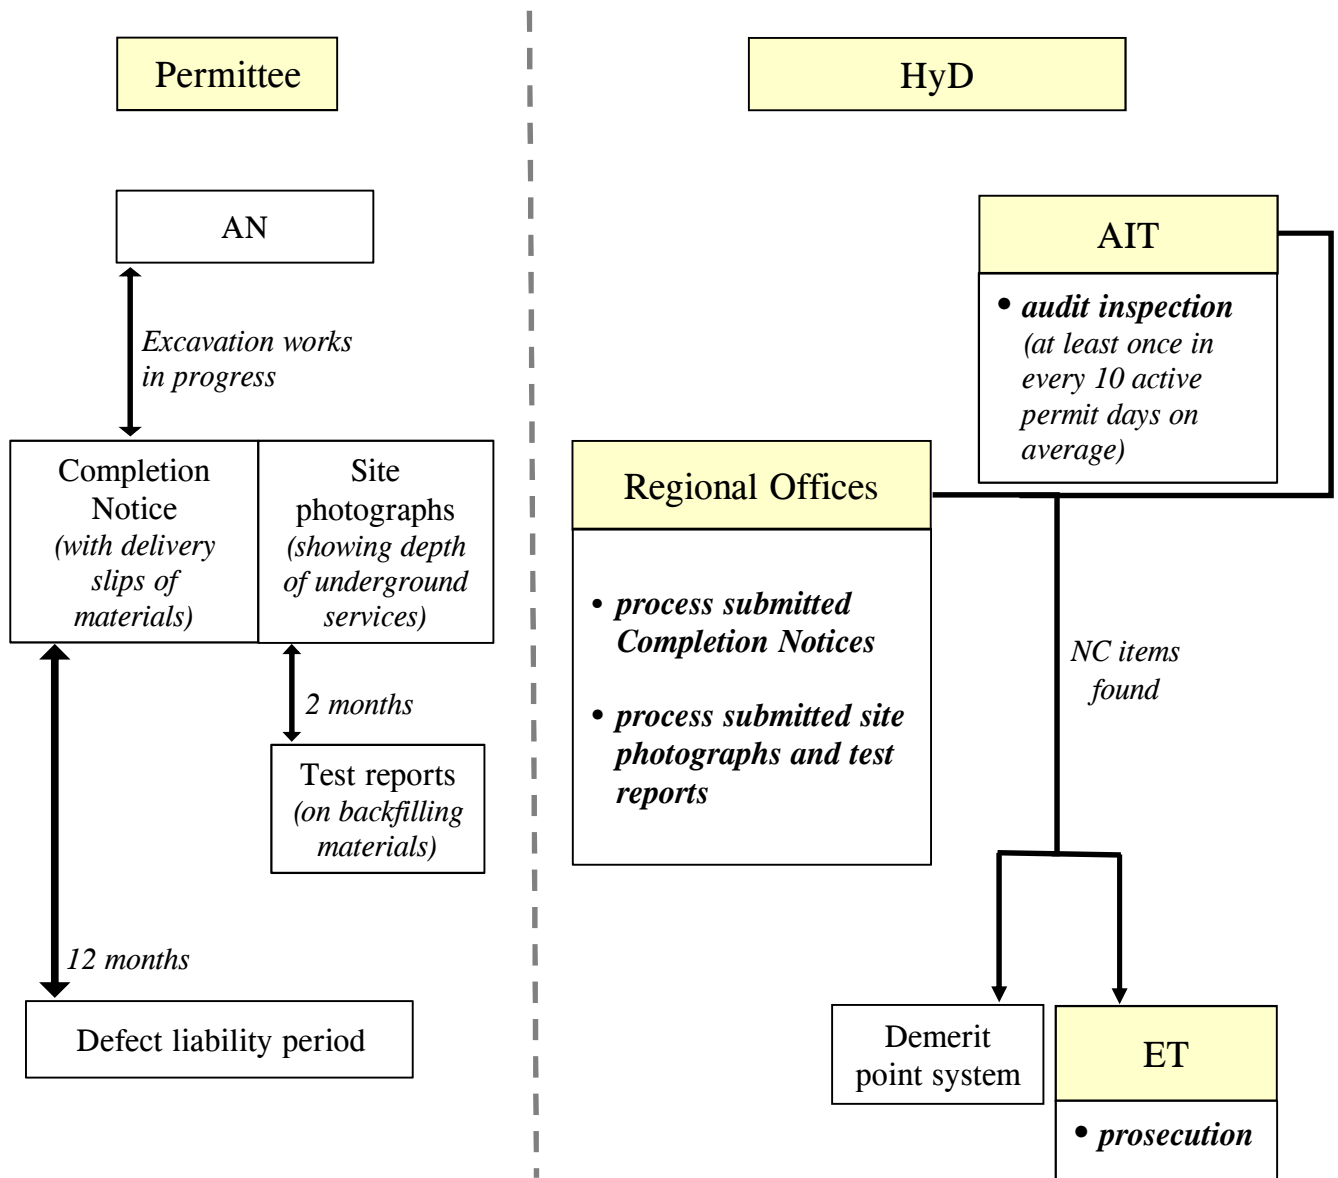 Permittee
HyD
AN
Excavation works
in progress
Completion
Notice
(with delivery
slips of
materials)
Site
photographs
(showing depth
of underground
services)
2 months
Test reports
(on backfilling
materials)
12 months
Defect liability period
AIT
• audit inspection
(at least once in
every 10 active
permit days on
average)
Regional Offices
• process submitted
Completion Notices
• process submitted site
photographs and test
reports
NC items
found
Demerit
point system
ET
• prosecution